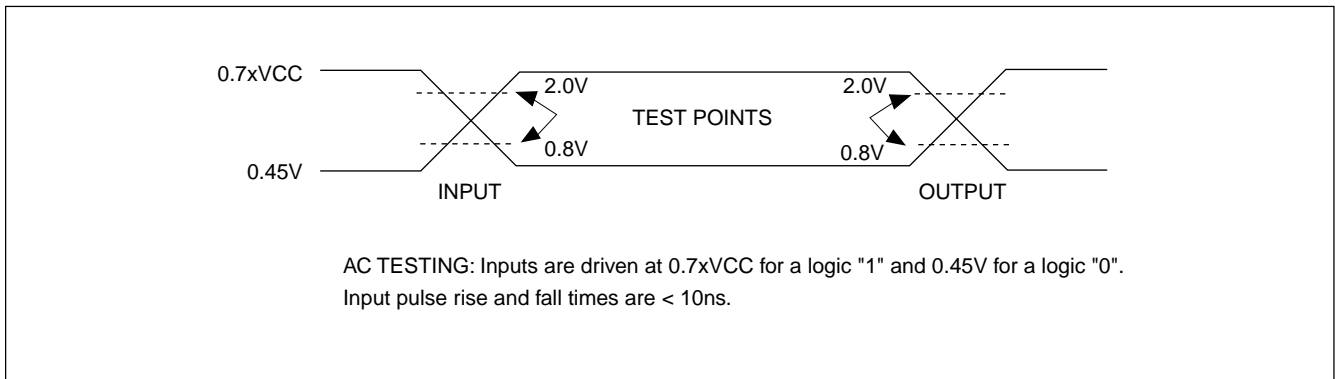 0.7xVCC
2.0V
2.0V
TEST POINTS
0.8V
0.8V
0.45V
INPUT
OUTPUT
AC TESTING: Inputs are driven at 0.7xVCC for a logic "1" and 0.45V for a logic "0".
Input pulse rise and fall times are < 10ns.